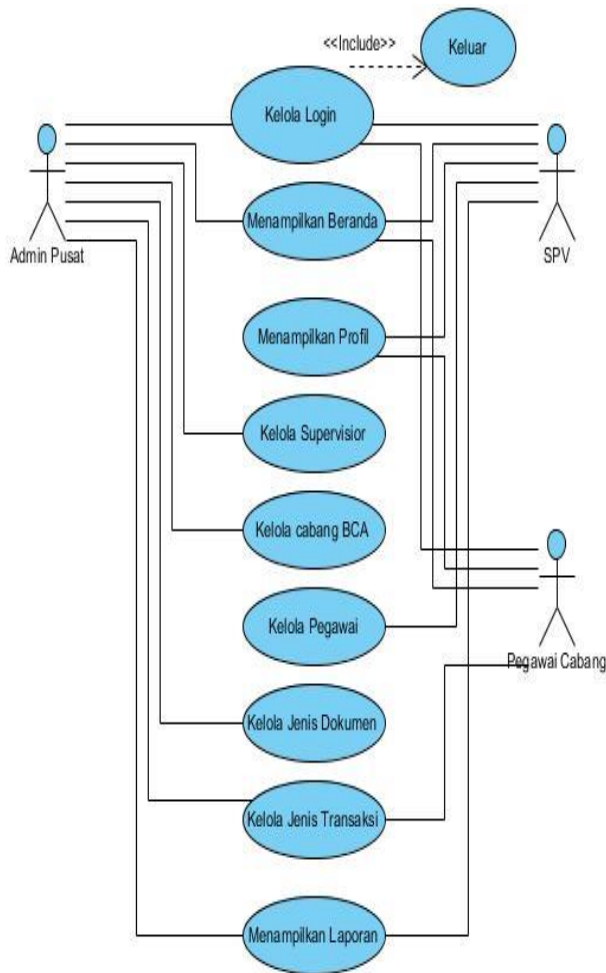 <<Include>>
Keluar
Kelola Login
Admin Pusat
SPV
Menampilkan Beranda
Menampilkan Profil
Kelola Supervisior
Kelola cabang BCA
Kelola Pegawai
Pegawai Cabang
Kelola Jenis Dokumen
Kelola Jenis Transaksi
Menampilkan Laporan